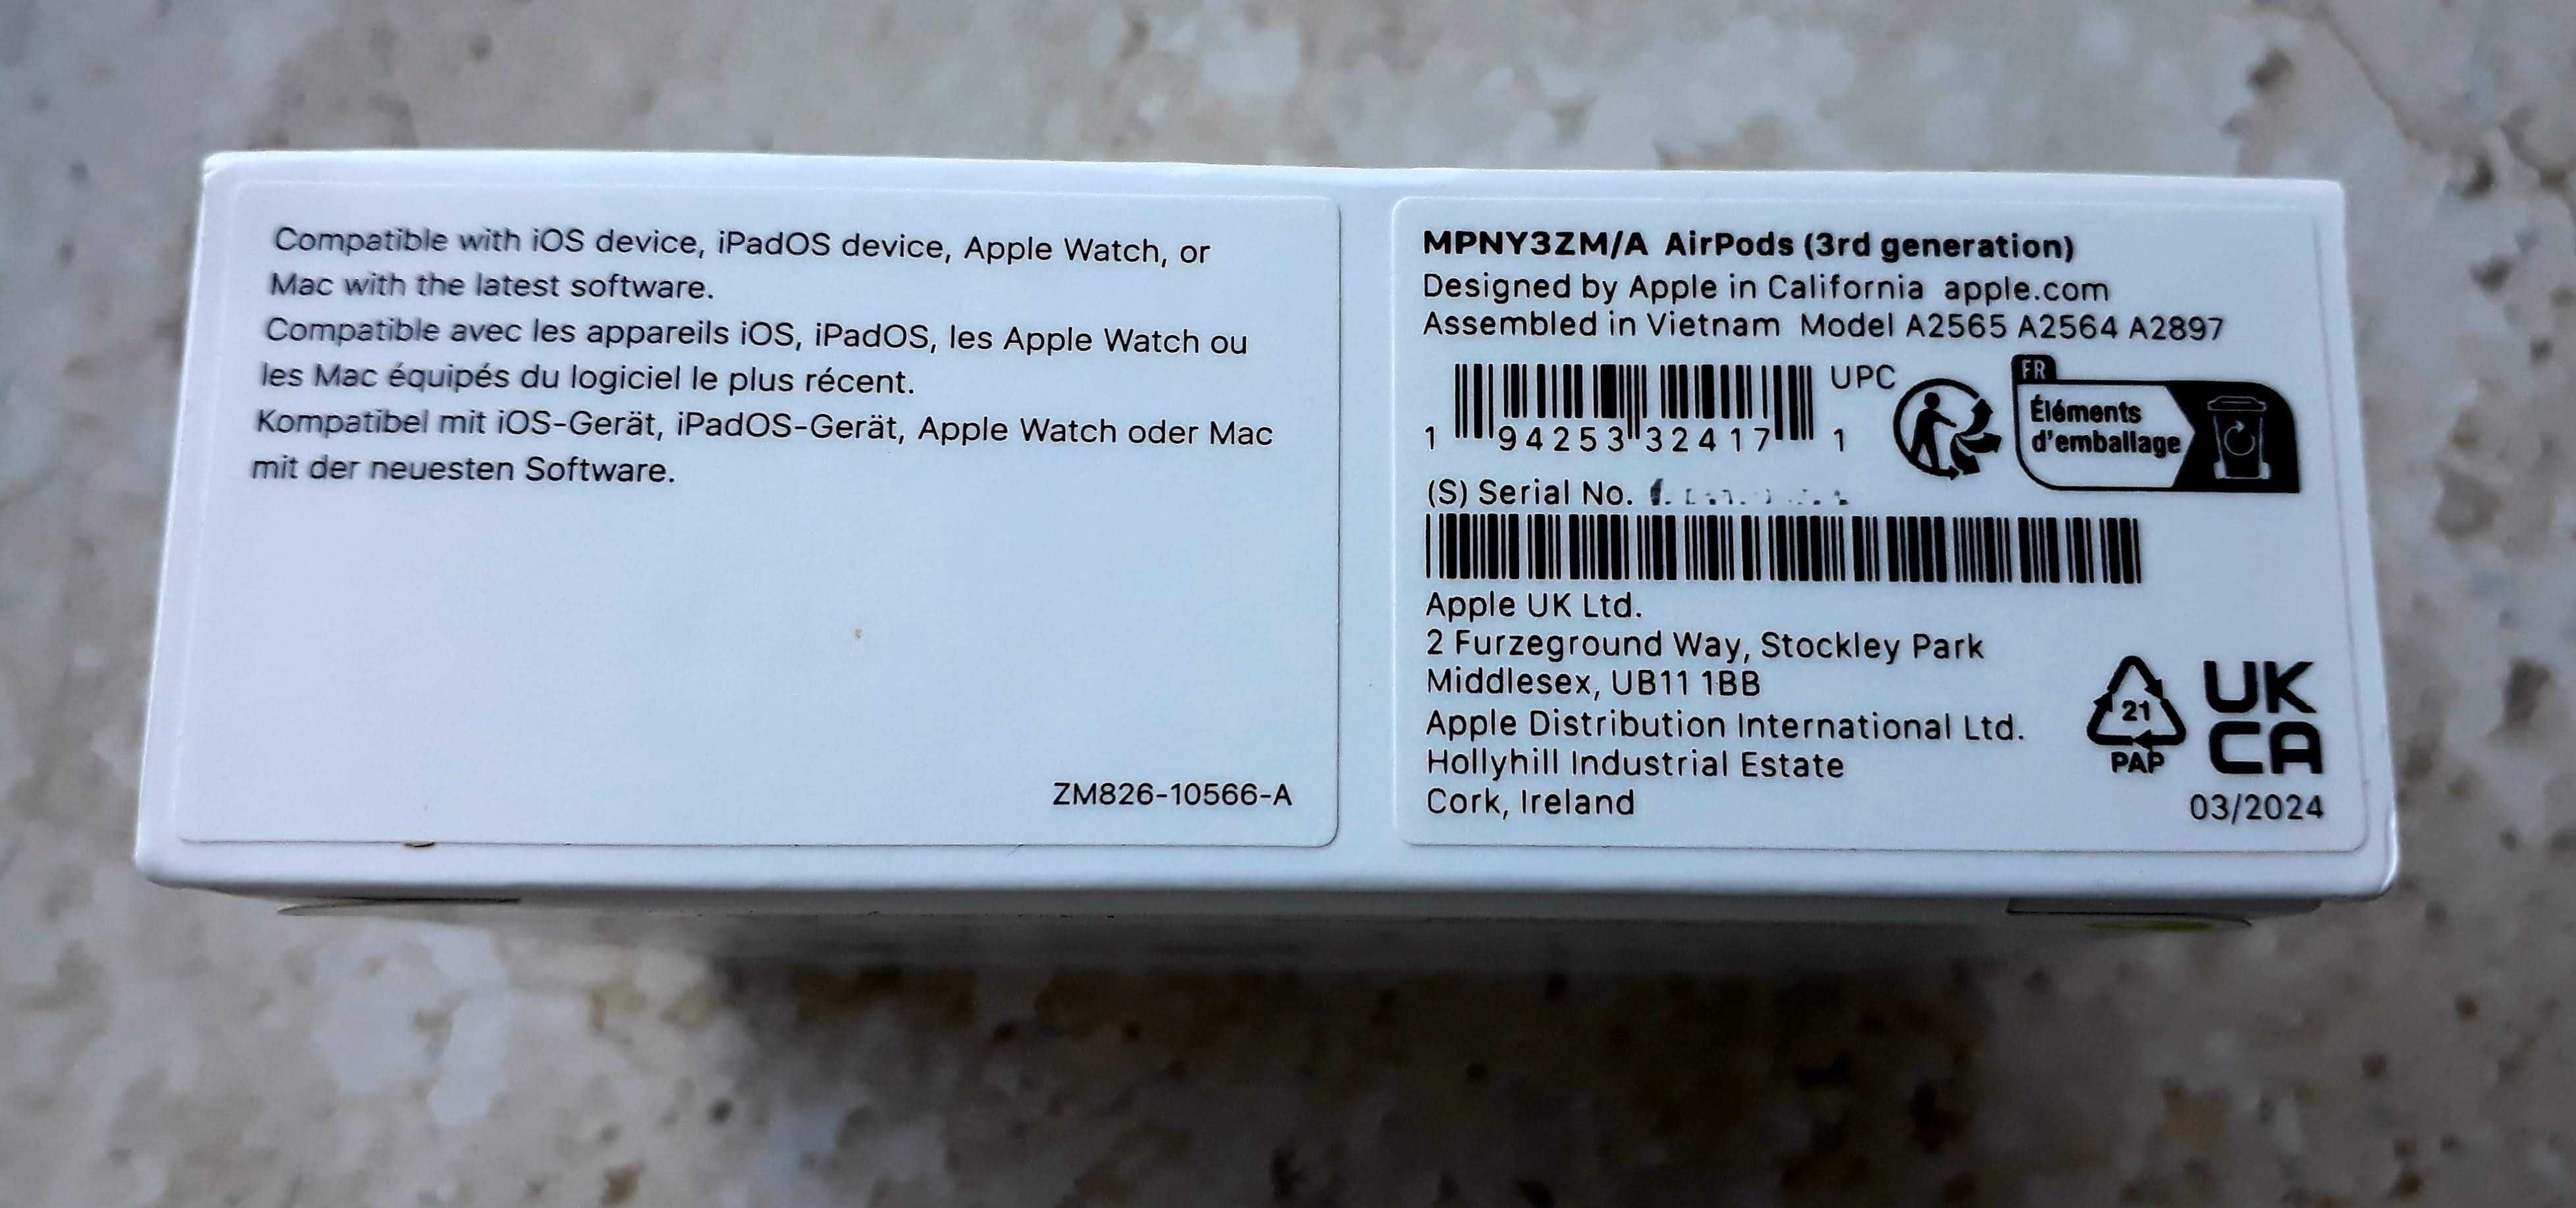 Compatible with iOS device, iPadOS device, Apple Watch, or
Mac with the latest software.
Compatible avec les appareils iOS, iPadOS, les Apple Watch ou
les Mac équipés du logiciel le plus récent.
Kompatibel mit iOS-Gerät, iPadOS-Gerät, Apple Watch oder Mac
mit der neuesten Software.
ZM826-10566-A
MPNY3ZM/A AirPods (3rd generation)
Designed by Apple in California apple.com
Assembled in Vietnam Model A2565 A2564 A2897
UPC
1 94253 32417 1
FR
Éléments
d'emballage
(S) Serial No.
Apple UK Ltd.
2 Furzeground Way, Stockley Park
Middlesex, UB11 1BB
Apple Distribution International Ltd.
Hollyhill Industrial Estate
Cork, Ireland
21
PAP
UK
CA
03/2024